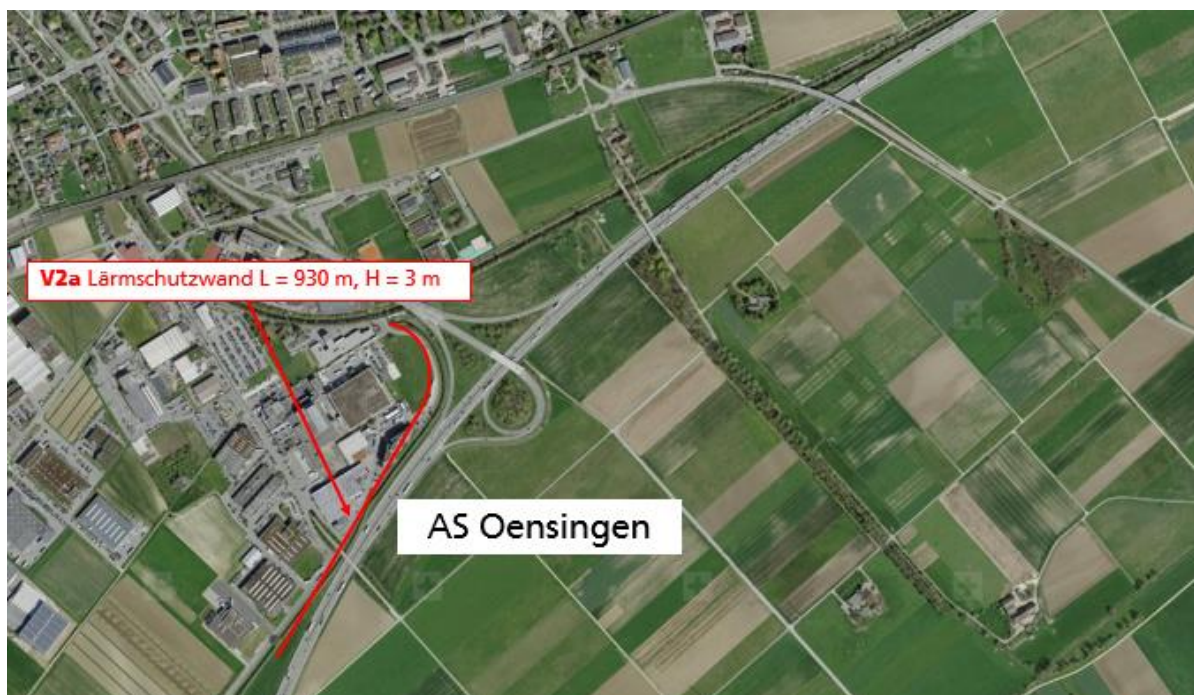 V2a Lärmschutzwand L = 930 m, H = 3 m
AS Oensingen